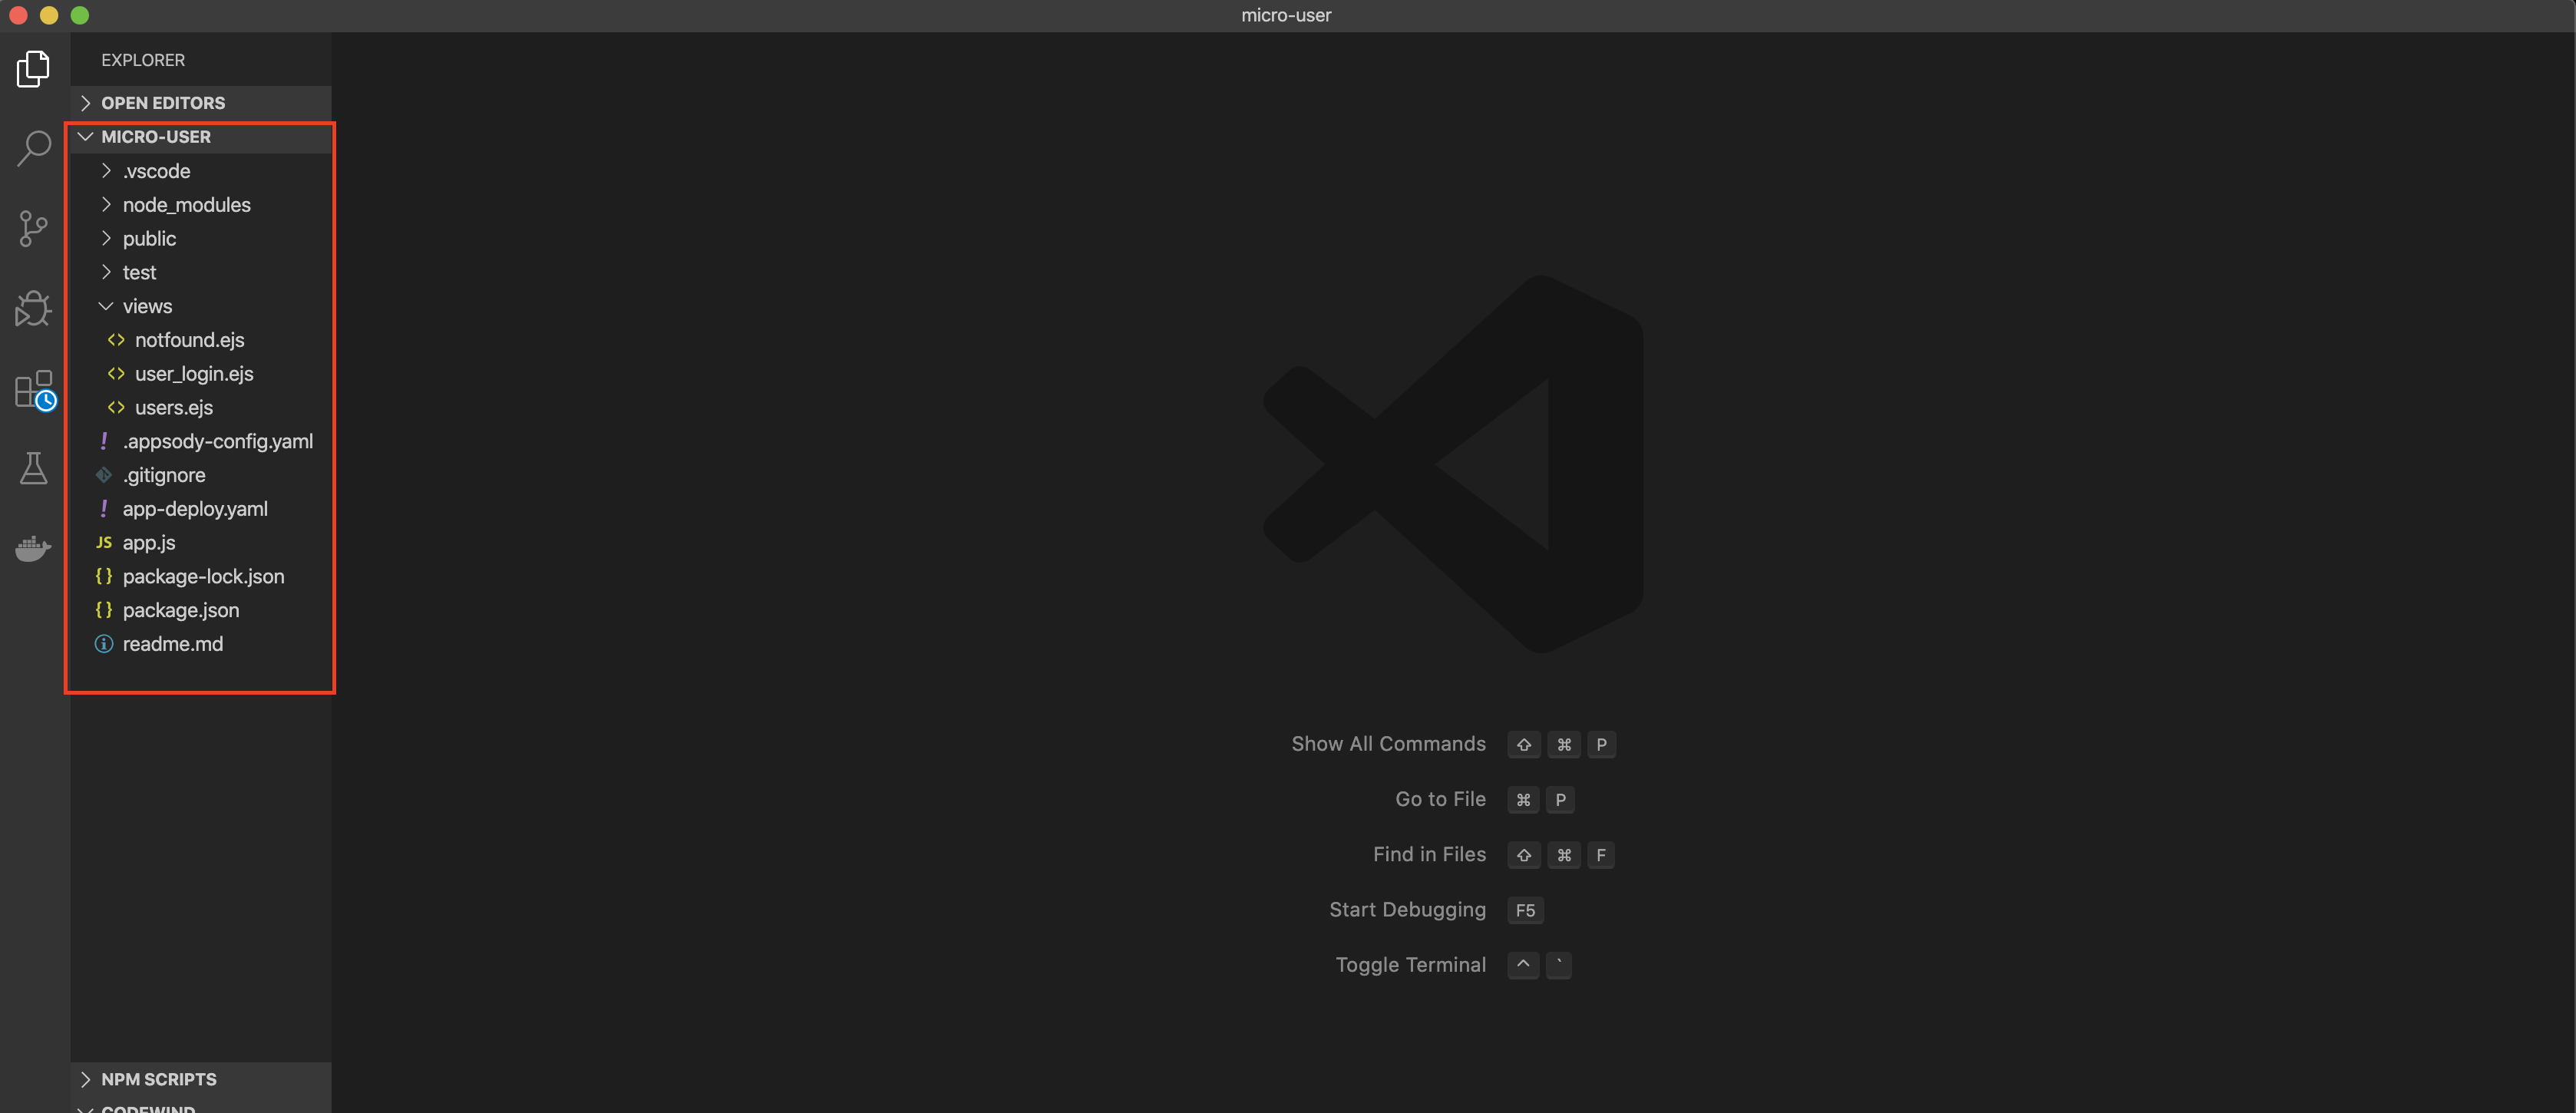 micro-user
EXPLORER
OPEN EDITORS
MICRO-USER
.vscode
node_modules
public
test
views
<> notfound.ejs
<> user_login.ejs
<> users.ejs
! .appsody-config.yaml
.gitignore
! app-deploy.yaml
JS app.js
{} package-lock.json
{} package.json
readme.md
NPM SCRIPTS
CODEWIND
Show All Commands ⇧ ⌘ P
Go to File ⌘ P
Find in Files ⇧ ⌘ F
Start Debugging F5
Toggle Terminal ^ `